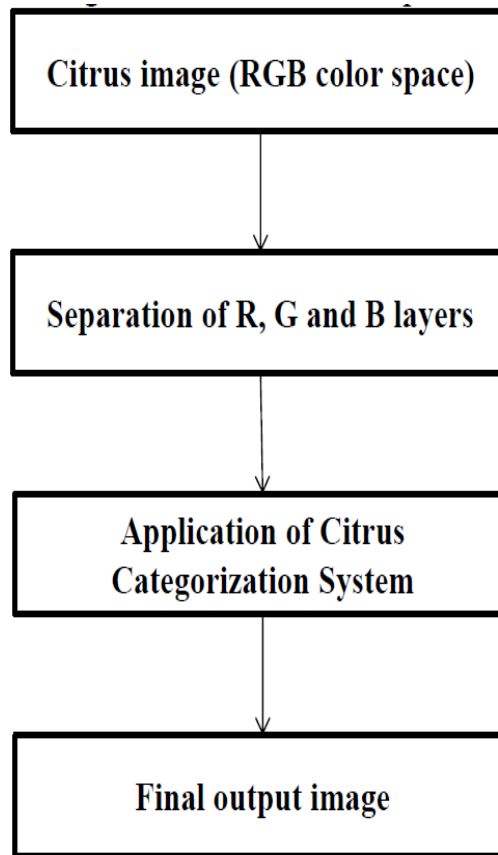 Citrus image (RGB color space)
Separation of R, G and B layers
Application of Citrus
Categorization System
Final output image